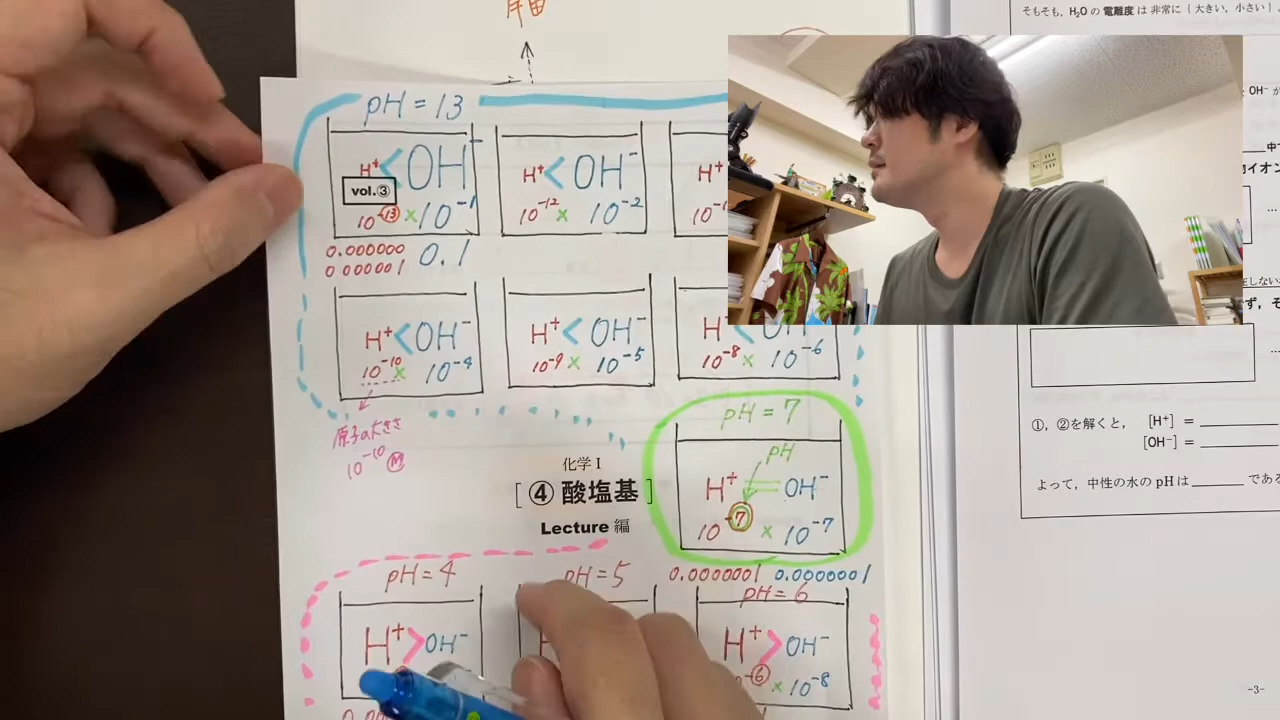 そもそも，H₂O の 電離度 は 非常に { 大きい，小さい }
OH⁻ が
pH = 13
H⁺ < OH⁻
vol.③
10⁻¹³ × 10⁻¹
0.000000
0000001
0.1
H⁺ < OH⁻
10⁻¹² × 10⁻²
H⁺
H⁺ < OH⁻
10⁻¹⁰ × 10⁻⁴
H⁺ < OH⁻
10⁻⁹ × 10⁻⁵
10⁻⁸ × 10⁻⁶
原子の大きさ
10⁻¹⁰ M
化学Ⅰ
［ ④ 酸塩基 ］
Lecture 編
pH = 7
pH
H⁺ = OH⁻
10⁻⁷ × 10⁻⁷
0.0000001 0.0000001
pH = 4
H⁺ > OH⁻
pH = 5
pH = 6
H⁺ > OH⁻
⁻⁶ × 10⁻⁸
①，②を解くと， [H⁺] =
[OH⁻] =
よって，中性の水の pH は である
-3-